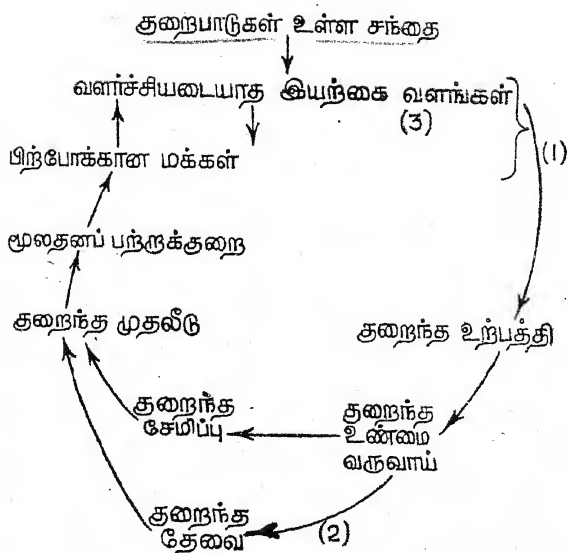 குறைபாடுகள் உள்ள சந்தை
வளர்ச்சியடையாத இயற்கை வளங்கள்
(3)
(1)
பிற்போக்கான மக்கள்
மூலதனப் பற்றுக்குறை
குறைந்த முதலீடு
குறைந்த உற்பத்தி
குறைந்த
சேமிப்பு
குறைந்த
உண்மை
வருவாய்
குறைந்த
தேவை
(2)